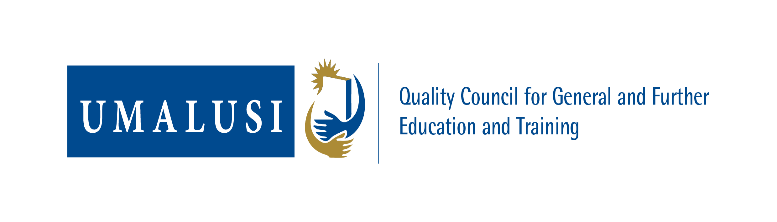 UMALUSI
Quality Council for General and Further
Education and Training